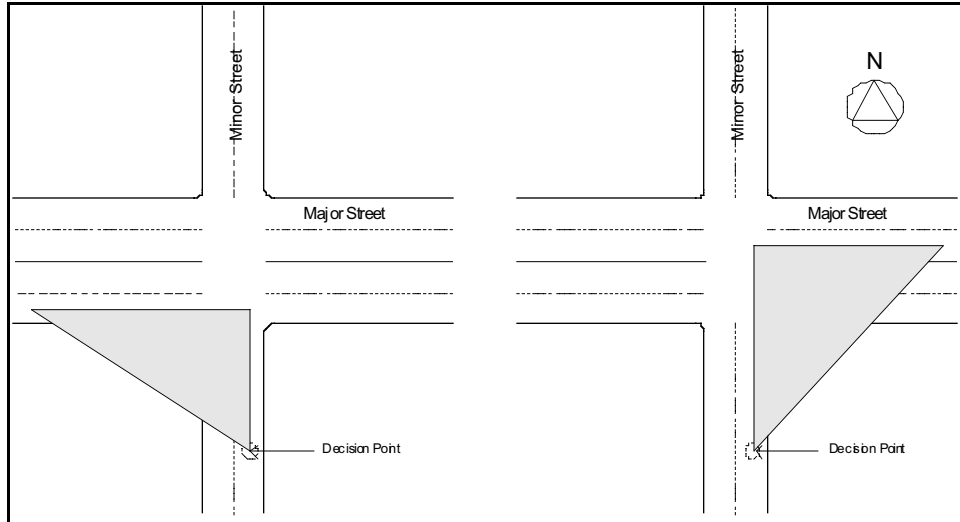 Minor Street
Minor Street
N
Major Street
Major Street
Decision Point
Decision Point